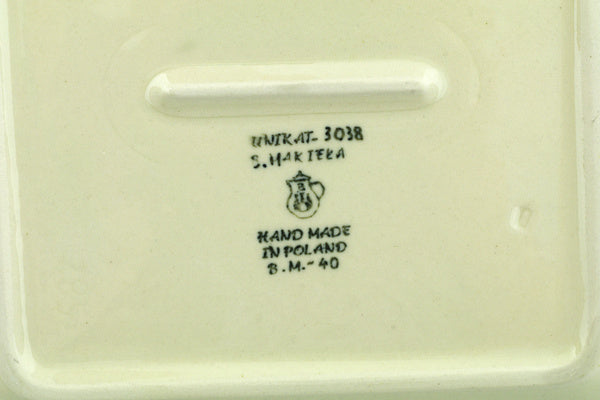 UNIKAT- 3038
S. MAKIEŁA
HAND MADE
IN POLAND
B.M.- 40